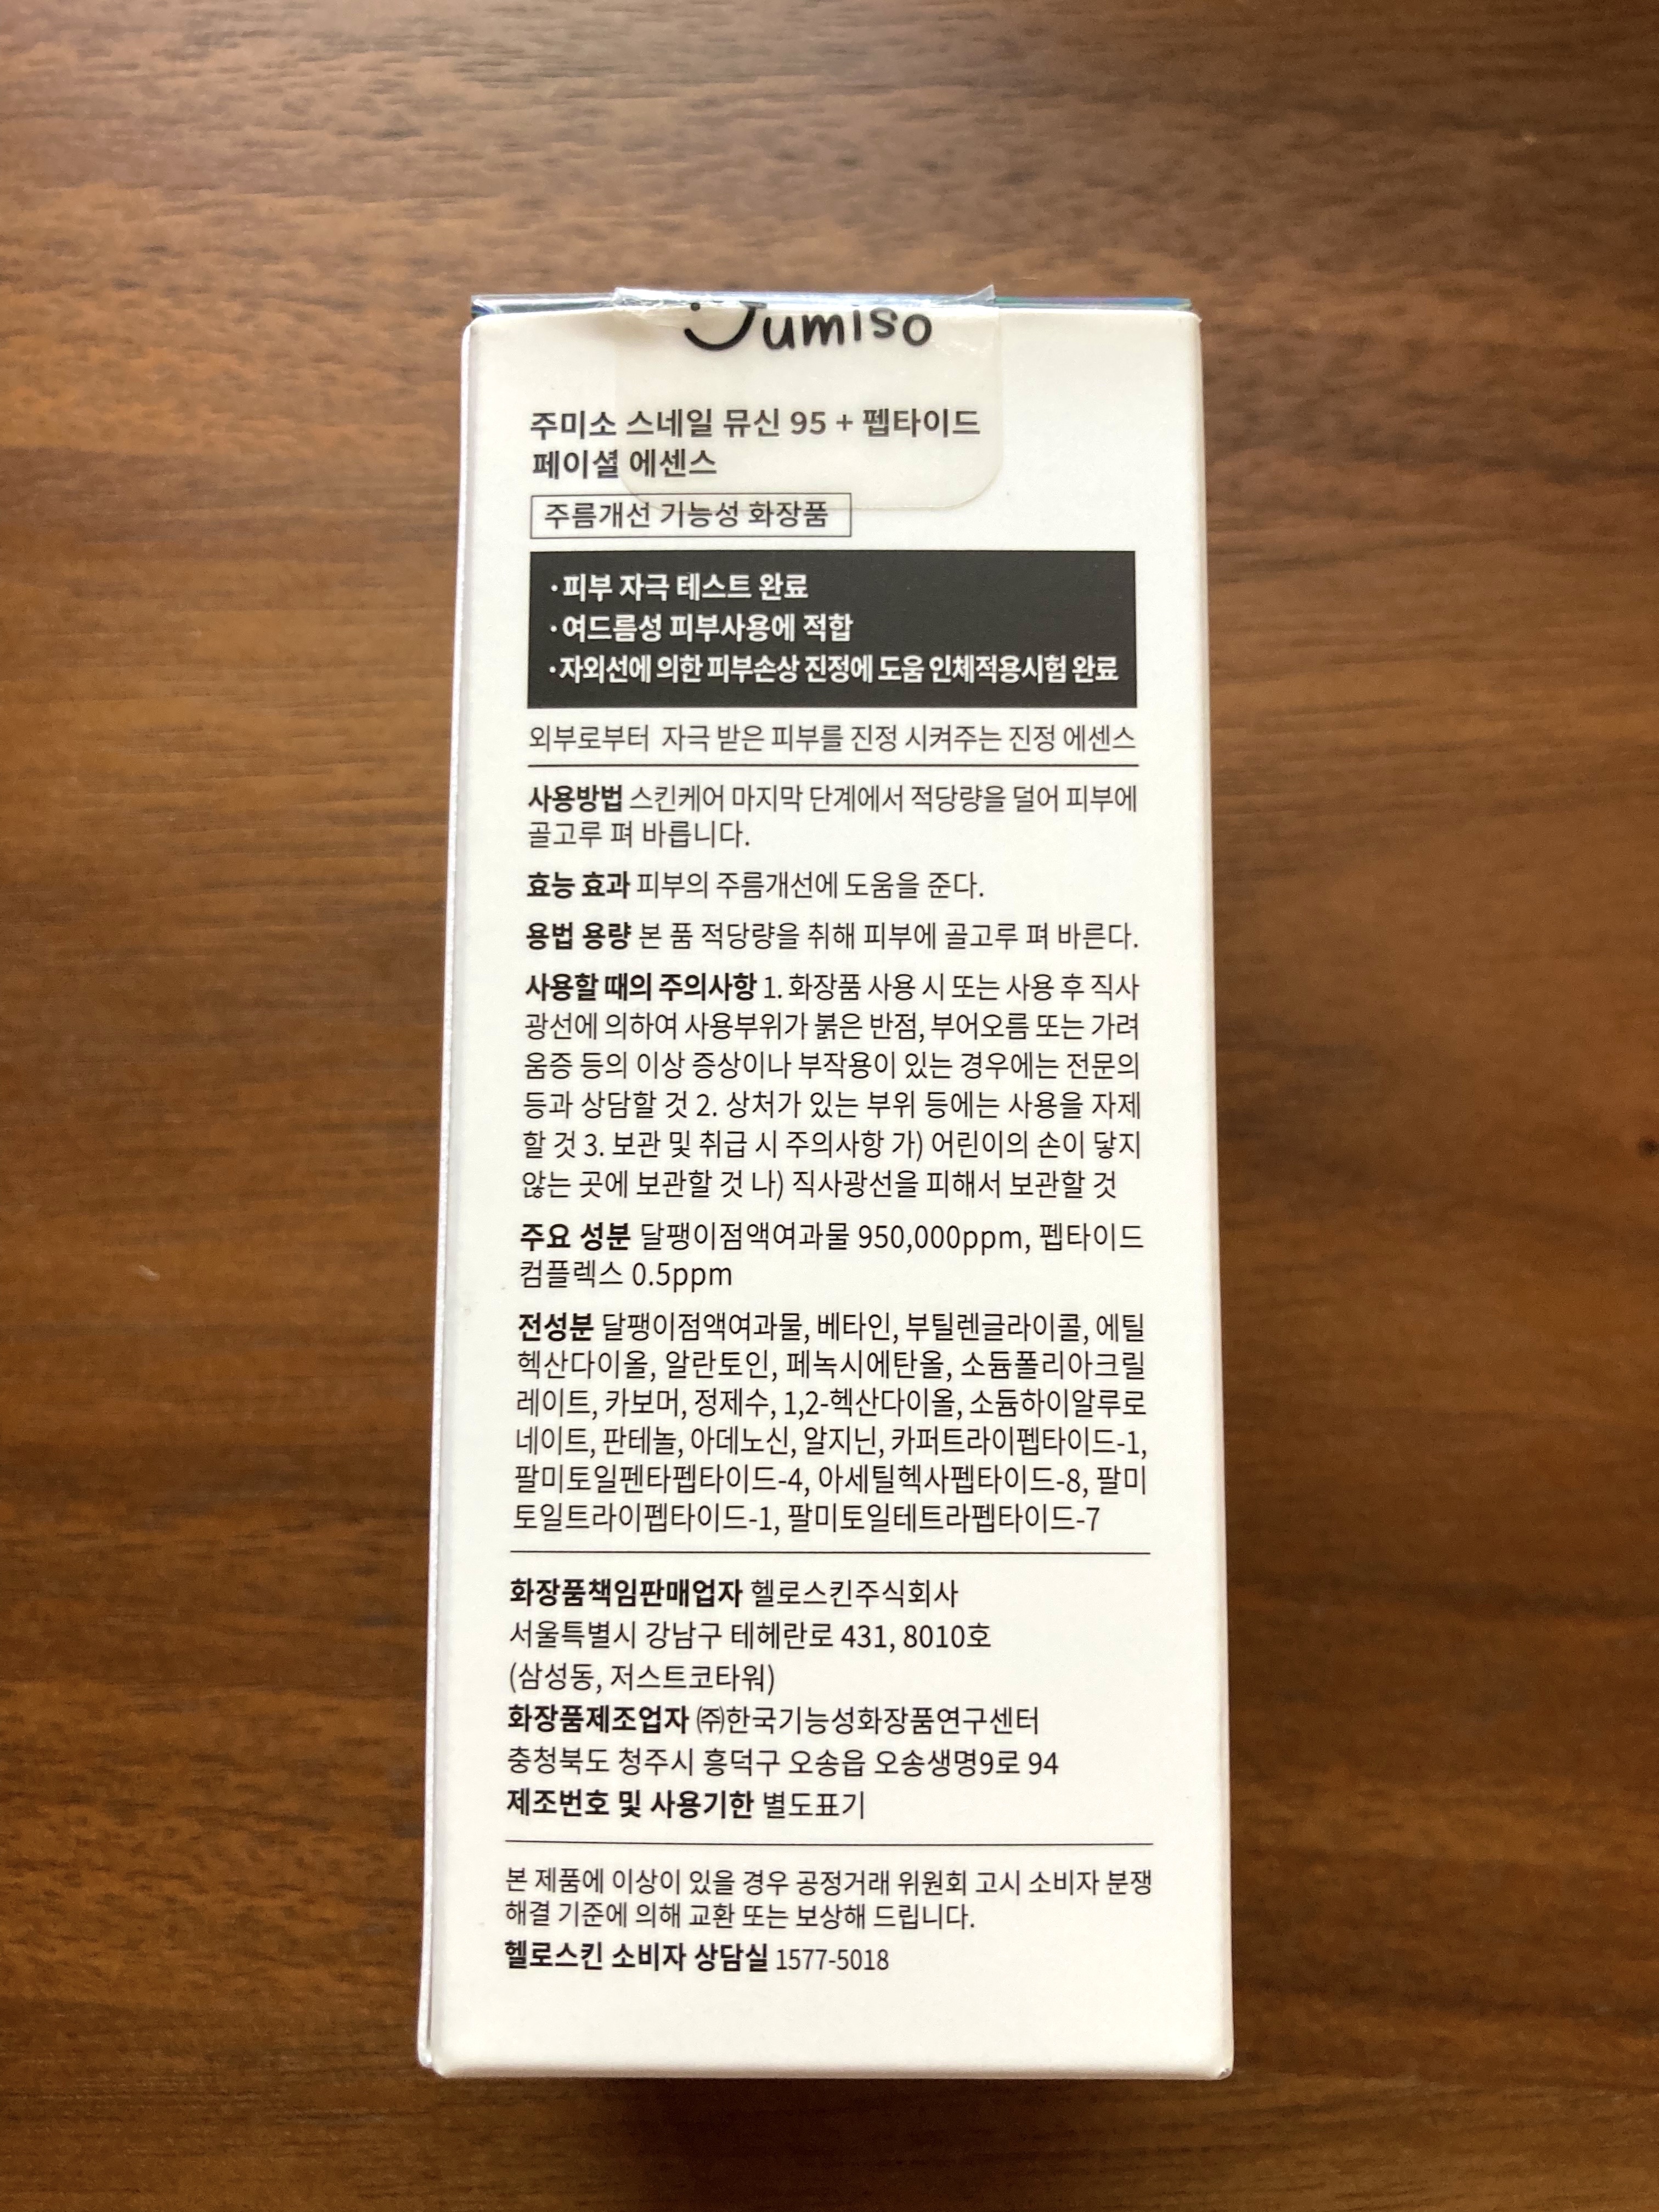 Jumiso
주미소 스네일 뮤신 95 + 펩타이드
페이셜 에센스
주름개선 기능성 화장품
·피부 자극 테스트 완료
·여드름성 피부사용에 적합
·자외선에 의한 피부손상 진정에 도움 인체적용시험 완료
외부로부터 자극 받은 피부를 진정 시켜주는 진정 에센스
사용방법 스킨케어 마지막 단계에서 적당량을 덜어 피부에
골고루 펴 바릅니다.
효능 효과 피부의 주름개선에 도움을 준다.
용법 용량 본 품 적당량을 취해 피부에 골고루 펴 바른다.
사용할 때의 주의사항 1. 화장품 사용 시 또는 사용 후 직사
광선에 의하여 사용부위가 붉은 반점, 부어오름 또는 가려
움증 등의 이상 증상이나 부작용이 있는 경우에는 전문의
등과 상담할 것 2. 상처가 있는 부위 등에는 사용을 자제
할 것 3. 보관 및 취급 시 주의사항 가) 어린이의 손이 닿지
않는 곳에 보관할 것 나) 직사광선을 피해서 보관할 것
주요 성분 달팽이점액여과물 950,000ppm, 펩타이드
컴플렉스 0.5ppm
전성분 달팽이점액여과물, 베타인, 부틸렌글라이콜, 에틸
헥산다이올, 알란토인, 페녹시에탄올, 소듐폴리아크릴
레이트, 카보머, 정제수, 1,2-헥산다이올, 소듐하이알루로
네이트, 판테놀, 아데노신, 알지닌, 카퍼트라이펩타이드-1,
팔미토일펜타펩타이드-4, 아세틸헥사펩타이드-8, 팔미
토일트라이펩타이드-1, 팔미토일테트라펩타이드-7
화장품책임판매업자 헬로스킨주식회사
서울특별시 강남구 테헤란로 431, 8010호
(삼성동, 저스트코타워)
화장품제조업자 ㈜한국기능성화장품연구센터
충청북도 청주시 흥덕구 오송읍 오송생명9로 94
제조번호 및 사용기한 별도표기
본 제품에 이상이 있을 경우 공정거래 위원회 고시 소비자 분쟁
해결 기준에 의해 교환 또는 보상해 드립니다.
헬로스킨 소비자 상담실 1577-5018